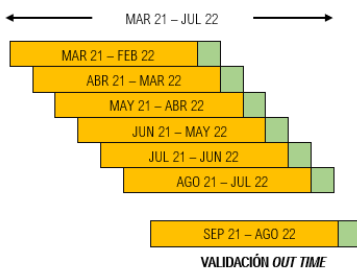 MAR 21 – JUL 22
MAR 21 – FEB 22
ABR 21 – MAR 22
MAY 21 – ABR 22
JUN 21 – MAY 22
JUL 21 – JUN 22
AGO 21 – JUL 22
SEP 21 – AGO 22
VALIDACIÓN OUT TIME